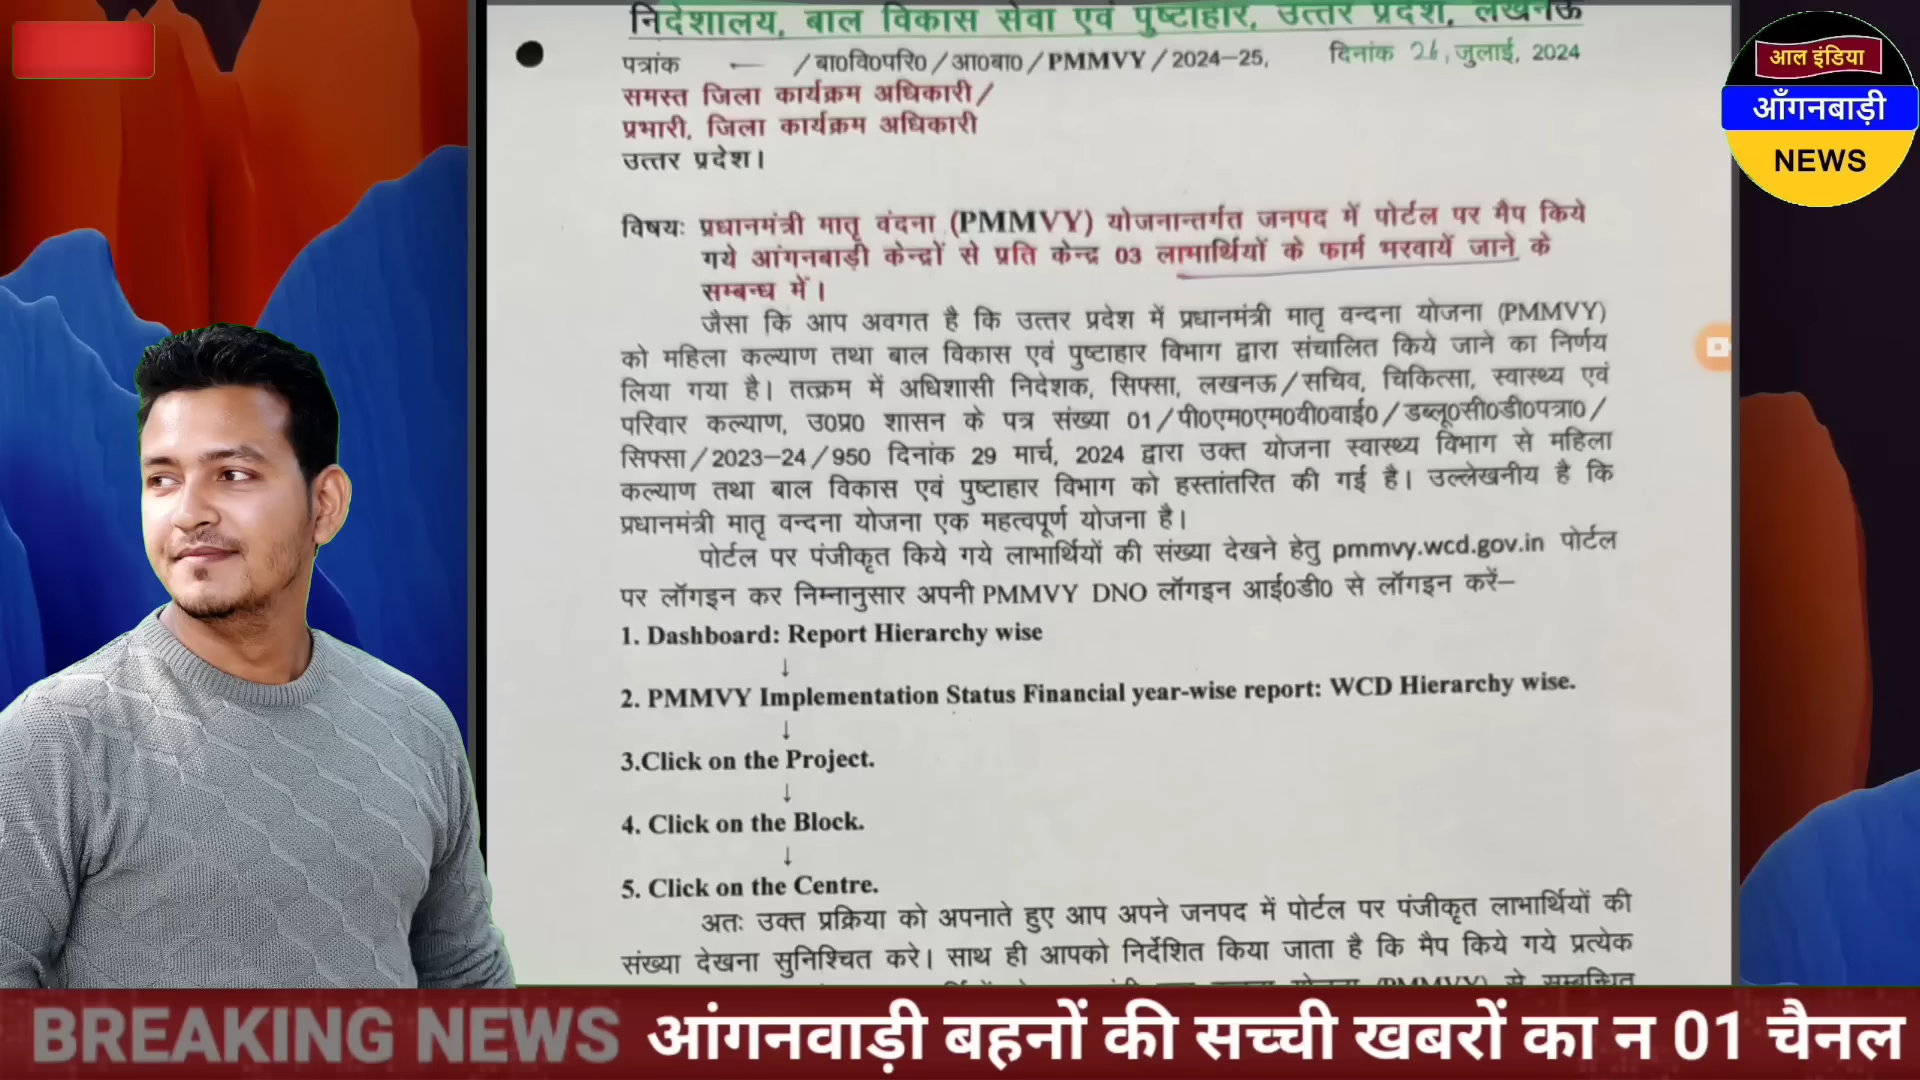 निदेशालय, बाल विकास सेवा एवं पुष्टाहार, उत्तर प्रदेश, लखनऊ
पत्रांक /बा0वि0परि0/आ0बा0/PMMVY/2024–25, दिनांक 26, जुलाई, 2024
समस्त जिला कार्यक्रम अधिकारी/
प्रभारी, जिला कार्यक्रम अधिकारी
उत्तर प्रदेश।
विषयः प्रधानमंत्री मातृ वंदना (PMMVY) योजनान्तर्गत जनपद में पोर्टल पर मैप किये
गये आंगनबाड़ी केन्द्रों से प्रति केन्द्र 03 लाभार्थियों के फार्म भरवायें जाने के
सम्बन्ध में।
जैसा कि आप अवगत है कि उत्तर प्रदेश में प्रधानमंत्री मातृ वन्दना योजना (PMMVY)
को महिला कल्याण तथा बाल विकास एवं पुष्टाहार विभाग द्वारा संचालित किये जाने का निर्णय
लिया गया है। तत्क्रम में अधिशासी निदेशक, सिफ्सा, लखनऊ/सचिव, चिकित्सा, स्वास्थ्य एवं
परिवार कल्याण, उ0प्र0 शासन के पत्र संख्या 01/पी0एम0एम0वी0वाई0/डब्लू0सी0डी0पत्रा0/
सिफ्सा/2023–24/950 दिनांक 29 मार्च, 2024 द्वारा उक्त योजना स्वास्थ्य विभाग से महिला
कल्याण तथा बाल विकास एवं पुष्टाहार विभाग को हस्तांतरित की गई है। उल्लेखनीय है कि
प्रधानमंत्री मातृ वन्दना योजना एक महत्वपूर्ण योजना है।
पोर्टल पर पंजीकृत किये गये लाभार्थियों की संख्या देखने हेतु pmmvy.wcd.gov.in पोर्टल
पर लॉगइन कर निम्नानुसार अपनी PMMVY DNO लॉगइन आई0डी0 से लॉगइन करें–
1. Dashboard: Report Hierarchy wise
↓
2. PMMVY Implementation Status Financial year-wise report: WCD Hierarchy wise.
↓
3.Click on the Project.
↓
4. Click on the Block.
↓
5. Click on the Centre.
अतः उक्त प्रक्रिया को अपनाते हुए आप अपने जनपद में पोर्टल पर पंजीकृत लाभार्थियों की
संख्या देखना सुनिश्चित करे। साथ ही आपको निर्देशित किया जाता है कि मैप किये गये प्रत्येक
(PMMVY) से सम्बन्धित
आल इंडिया
आँगनबाड़ी
NEWS
BREAKING NEWS आंगनवाड़ी बहनों की सच्ची खबरों का न 01 चैनल